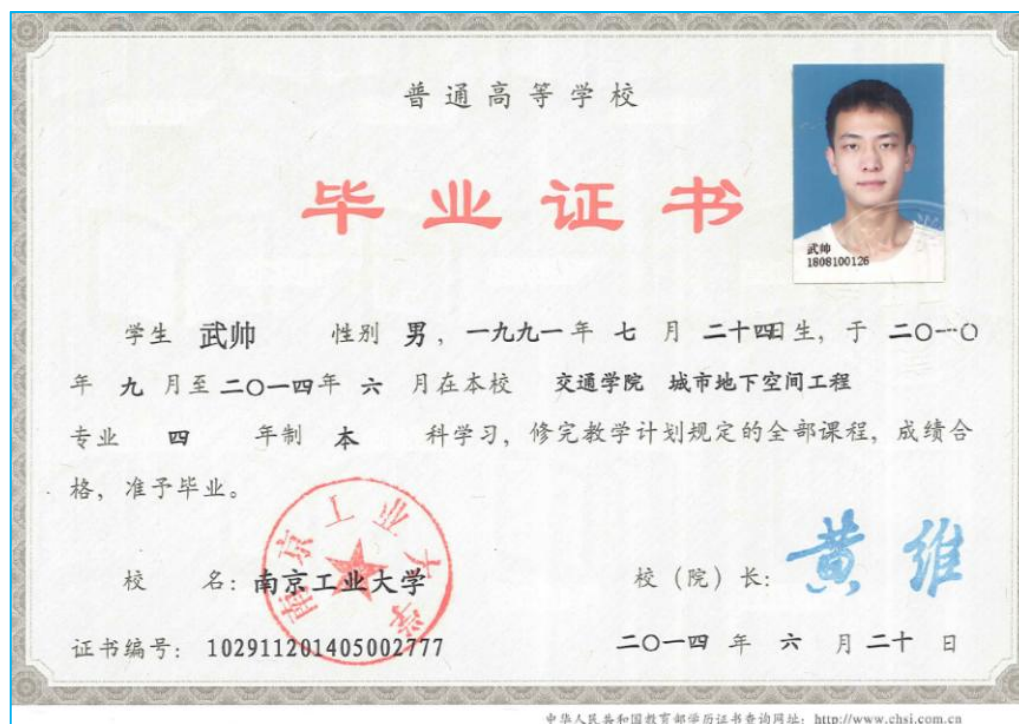 普通高等学校
毕业证书
武帅
1808100126
学生 武帅 性别 男，一九九一年 七 月 二十四日生，于 二〇一〇
年 九 月至二〇一四年 六 月在本校 交通学院 城市地下空间工程
专业 四 年制 本 科学习，修完教学计划规定的全部课程，成绩合
格，准予毕业。
南京工业大学
校 名：南京工业大学 校（院）长：黄维
证书编号：102911201405002777 二〇一四 年 六 月 二十 日
中华人民共和国教育部学历证书查询网址：http://www.chsi.com.cn